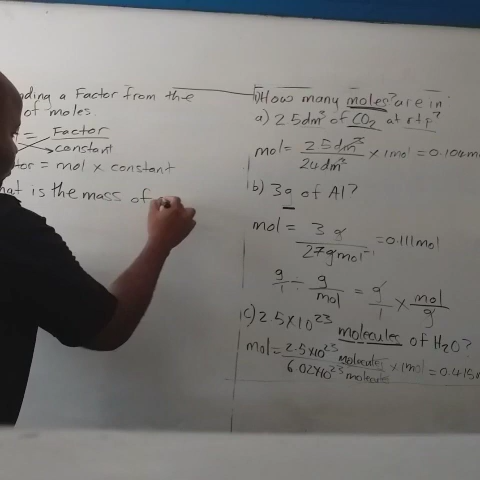 nding a Factor from the
of moles.
= Factor
constant
tor = mol x constant
hat is the mass of
How many moles? are in
a) 2.5dm³ of CO₂ at rtp?
mol = 2.5dm³ / 24dm³ x 1mol = 0.104m
b) 3g of Al?
mol = 3g / 27gmol⁻¹ = 0.111mol
g/1 ÷ g/mol = g/1 x mol/g
c) 2.5x10²³ molecules of H₂O?
mol = 2.5x10²³ molecules / 6.02x10²³ molecules x 1mol = 0.415